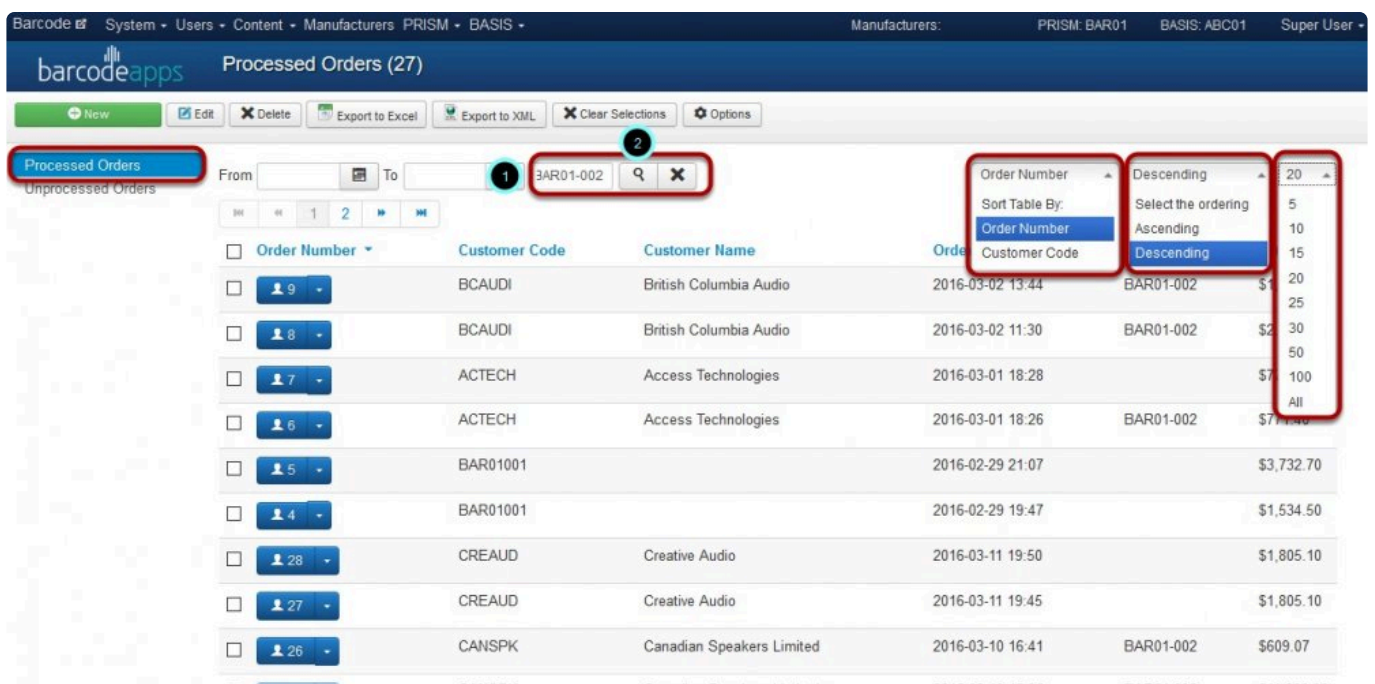 Barcode System Users Content Manufacturers PRISM BASIS Manufacturers: PRISM: BAR01 BASIS: ABC01 Super User
barcodeapps Processed Orders (27)
New Edit Delete Export to Excel Export to XML Clear Selections Options
2
Processed Orders
Unprocessed Orders
From To 1 BAR01-002
Order Number Descending 20
Sort Table By: Select the ordering 5
Order Number Ascending 10
Customer Code Descending 15
20
25
30
50
100
All
1 2
Order Number Customer Code Customer Name
9 BCAUDI British Columbia Audio 2016-03-02 13:44 BAR01-002
8 BCAUDI British Columbia Audio 2016-03-02 11:30 BAR01-002
7 ACTECH Access Technologies 2016-03-01 18:28
6 ACTECH Access Technologies 2016-03-01 18:26 BAR01-002
5 BAR01001 2016-02-29 21:07 $3,732.70
4 BAR01001 2016-02-29 19:47 $1,534.50
28 CREAUD Creative Audio 2016-03-11 19:50 $1,805.10
27 CREAUD Creative Audio 2016-03-11 19:45 $1,805.10
26 CANSPK Canadian Speakers Limited 2016-03-10 16:41 BAR01-002 $609.07